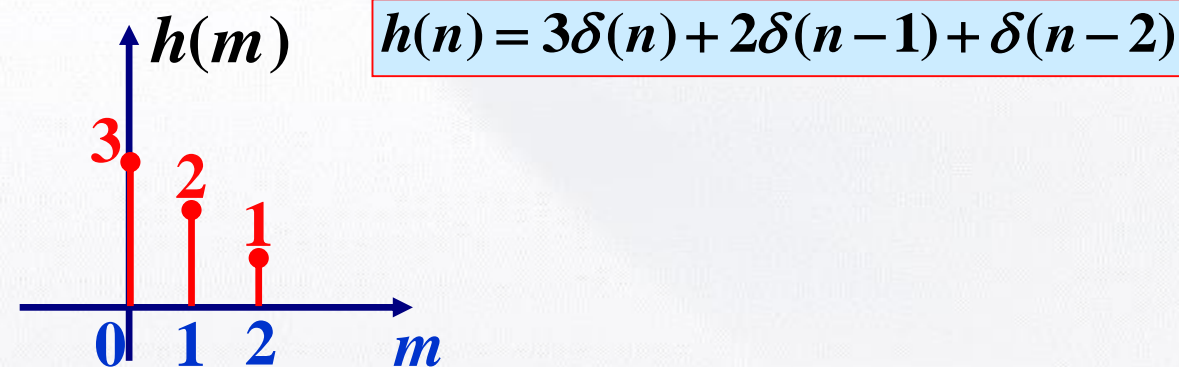 h(m)
h(n) = 3δ(n) + 2δ(n − 1) + δ(n − 2)
3
2
1
0 1 2 m